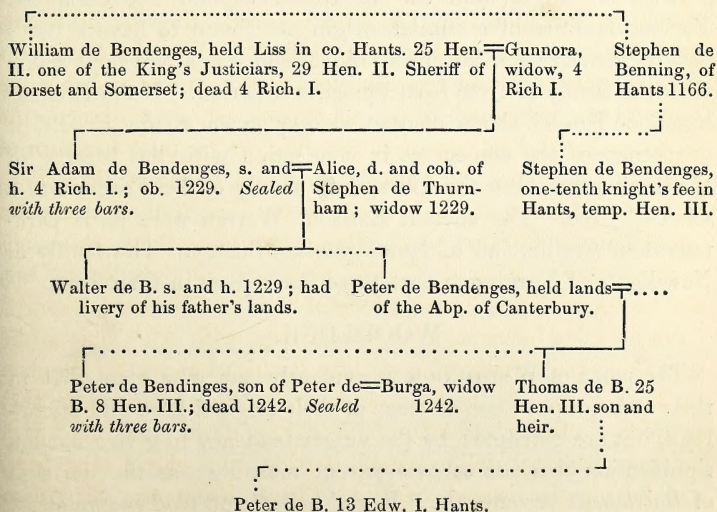 William de Bendenges, held Liss in co. Hants. 25 Hen.
II. one of the King's Justiciars, 29 Hen. II. Sheriff of
Dorset and Somerset; dead 4 Rich. I.
Gunnora,
widow, 4
Rich I.
Stephen de
Benning, of
Hants 1166.
Sir Adam de Bendenges, s. and
h. 4 Rich. I.; ob. 1229. Sealed
with three bars.
Alice, d. and coh. of
Stephen de Thurn-
ham; widow 1229.
Stephen de Bendenges,
one-tenth knight's fee in
Hants, temp. Hen. III.
Walter de B. s. and h. 1229; had
livery of his father's lands.
Peter de Bendenges, held lands....
of the Abp. of Canterbury.
Peter de Bendinges, son of Peter de
B. 8 Hen. III.; dead 1242. Sealed
with three bars.
Burga, widow
1242.
Thomas de B. 25
Hen. III. son and
heir.
Peter de B. 13 Edw. I. Hants.